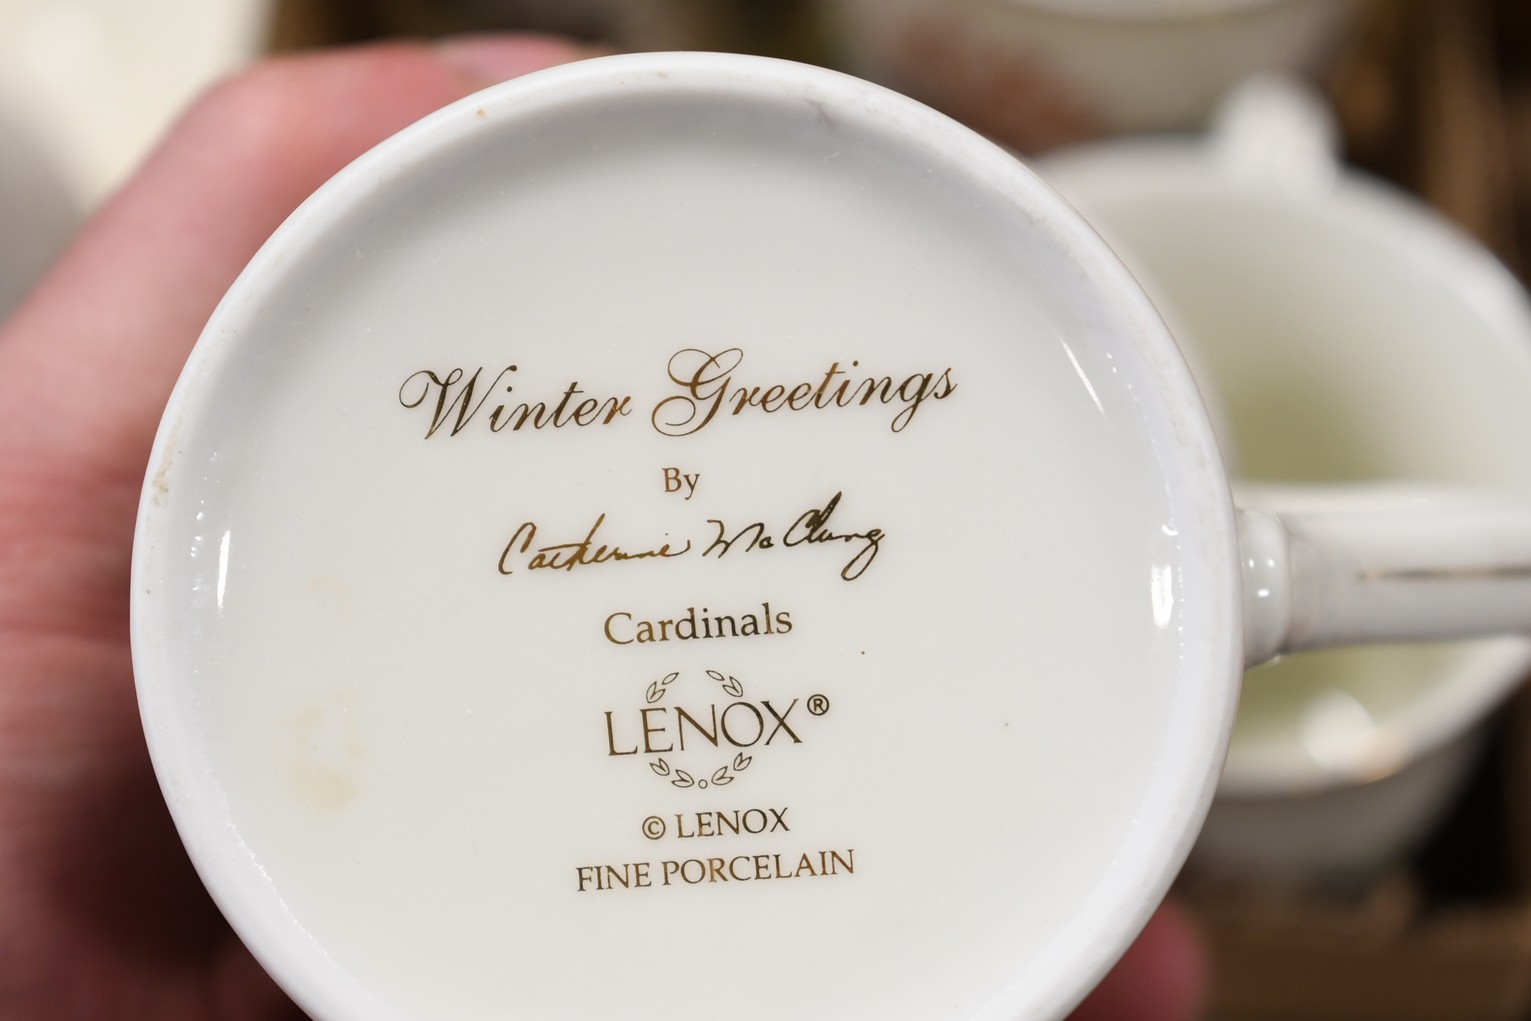 Winter Greetings
By
Catherine McClung
Cardinals
LENOX®
© LENOX
FINE PORCELAIN